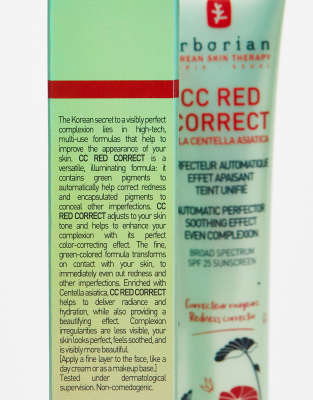 The Korean secret to a visibly perfect
complexion lies in high-tech,
multi-use formulas that help to
improve the appearance of your
skin. CC RED CORRECT is a
versatile, illuminating formula: it
contains green pigments to
automatically help correct redness
and encapsulated pigments to
conceal other imperfections. CC
RED CORRECT adjusts to your skin
tone and helps to enhance your
complexion with its perfect
color-correcting effect. The fine,
green-colored formula transforms
on contact with your skin, to
immediately even out redness and
other imperfections. Enriched with
Centella asiatica, CC RED CORRECT
helps to deliver radiance and
hydration, while also providing a
beautifying effect. Complexion
irregularities are less visible, your
skin looks perfect, feels soothed, and
is visibly more beautiful.
[Apply a fine layer to the face, like a
day cream or as a makeup base.]
Tested under dermatological
supervision. Non-comedogenic.
erborian
KOREAN SKIN THERAPY
CC RED
CORRECT
LA CENTELLA ASIATICA
RFECTEUR AUTOMATIQUE
EFFET APAISANT
TEINT UNIFIÉ
AUTOMATIC PERFECTOR
SOOTHING EFFECT
EVEN COMPLEXION
BROAD SPECTRUM
SPF 25 SUNSCREEN
Correcteur rougeurs
Redness corrector